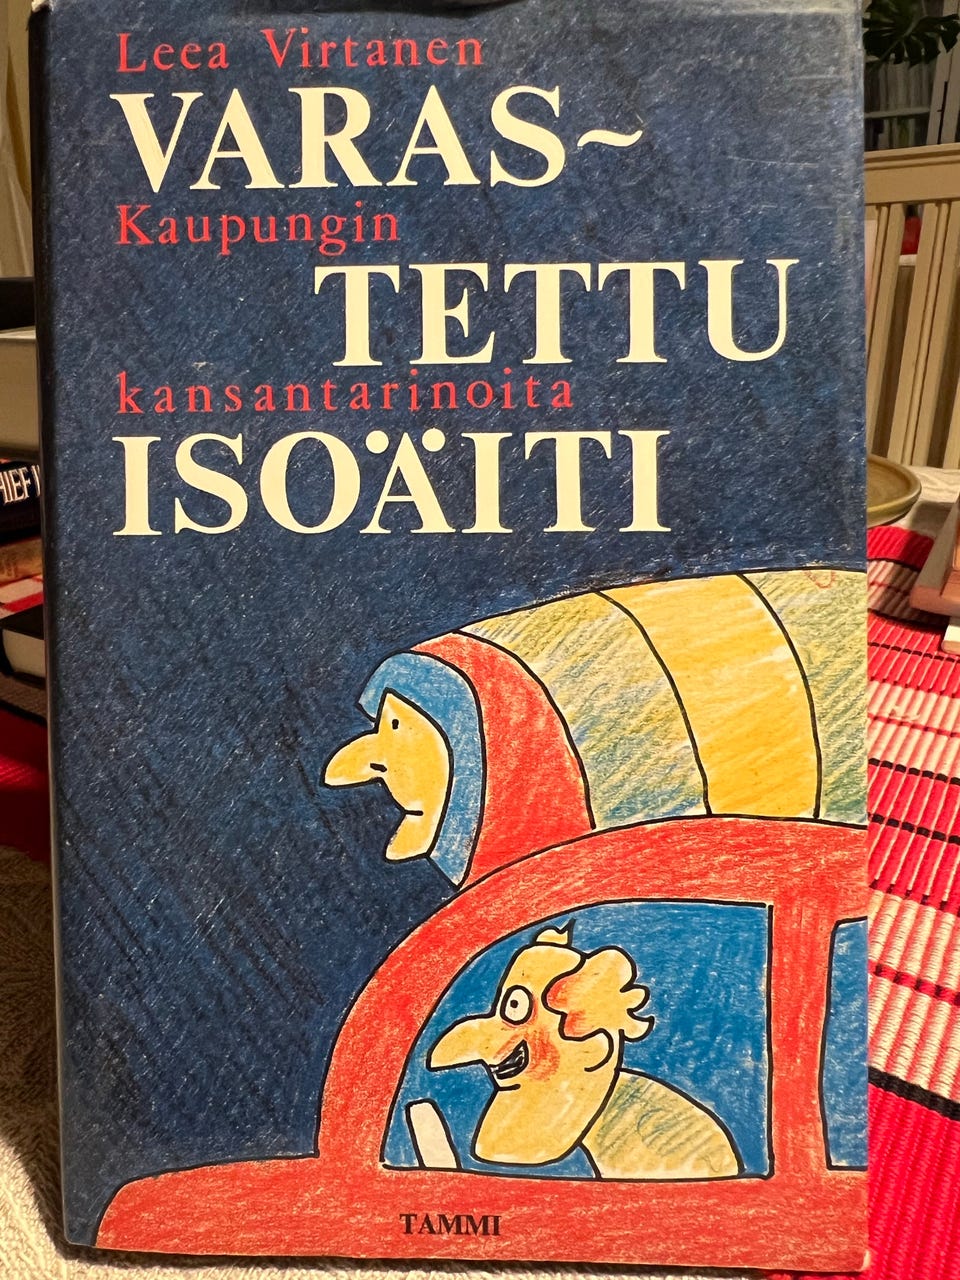 Leea Virtanen
VARAS~
Kaupungin
TETTU
kansantarinoita
ISOÄITI
TAMMI